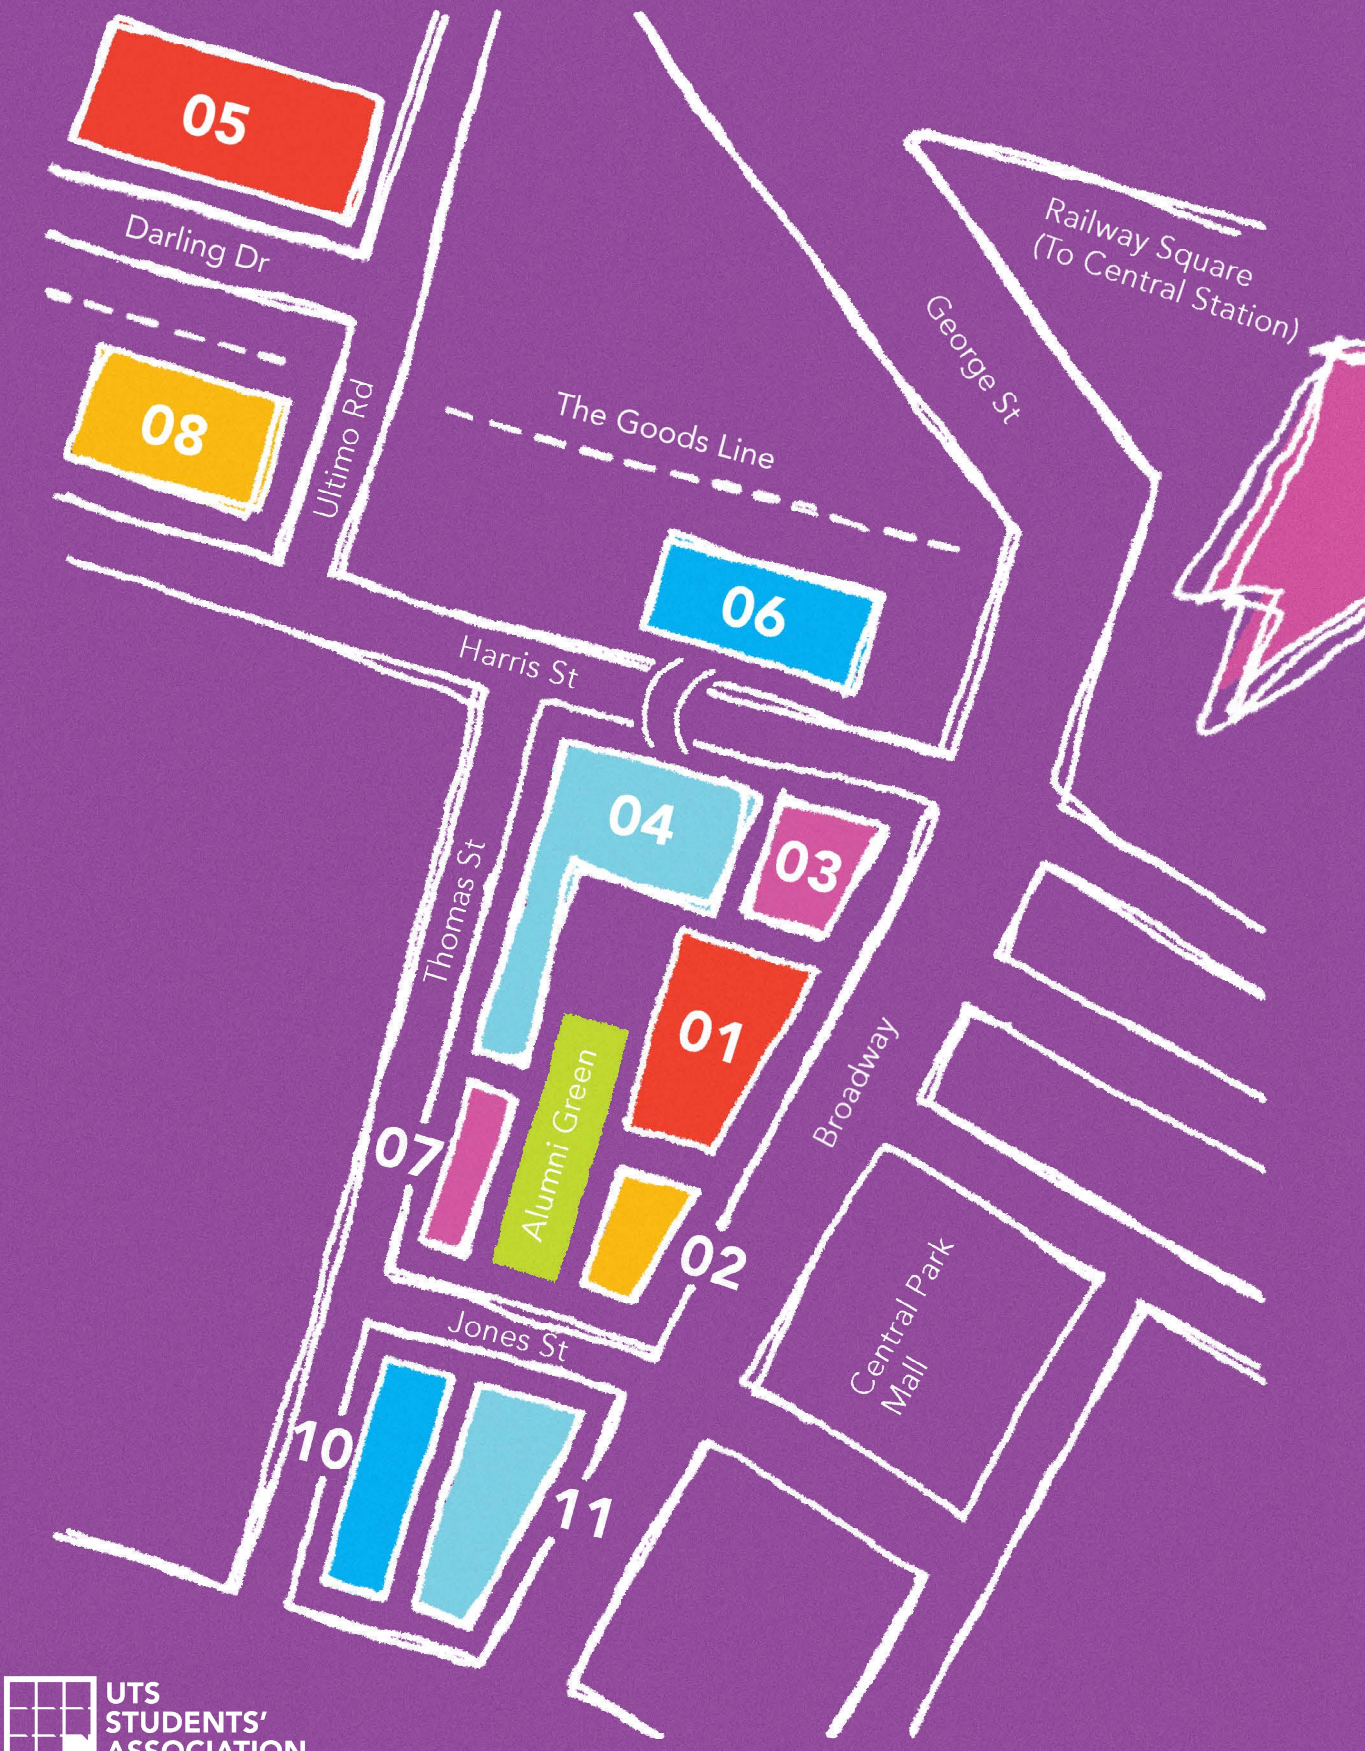 05
Darling Dr
Railway Square
(To Central Station)
George St
08
Ultimo Rd
The Goods Line
06
Harris St
04
03
Thomas St
01
Broadway
07
Alumni Green
02
Central Park
Mall
Jones St
10
11
UTS
STUDENTS'
ASSOCIATION